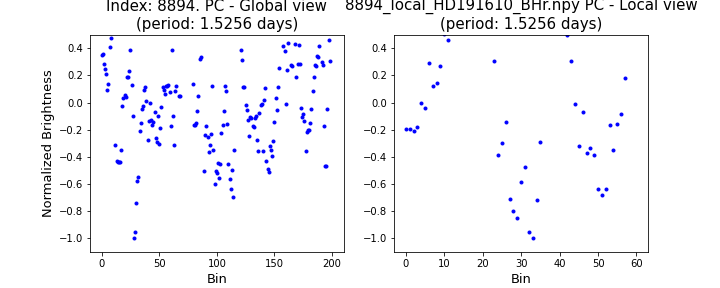 Index: 8894. PC - Global view
(period: 1.5256 days)
8894_local_HD191610_BHr.npy PC - Local view
(period: 1.5256 days)
Normalized Brightness
0.4
0.2
0.0
−0.2
−0.4
−0.6
−0.8
−1.0
0 50 100 150 200
Bin
0.4
0.2
0.0
−0.2
−0.4
−0.6
−0.8
−1.0
0 10 20 30 40 50 60
Bin